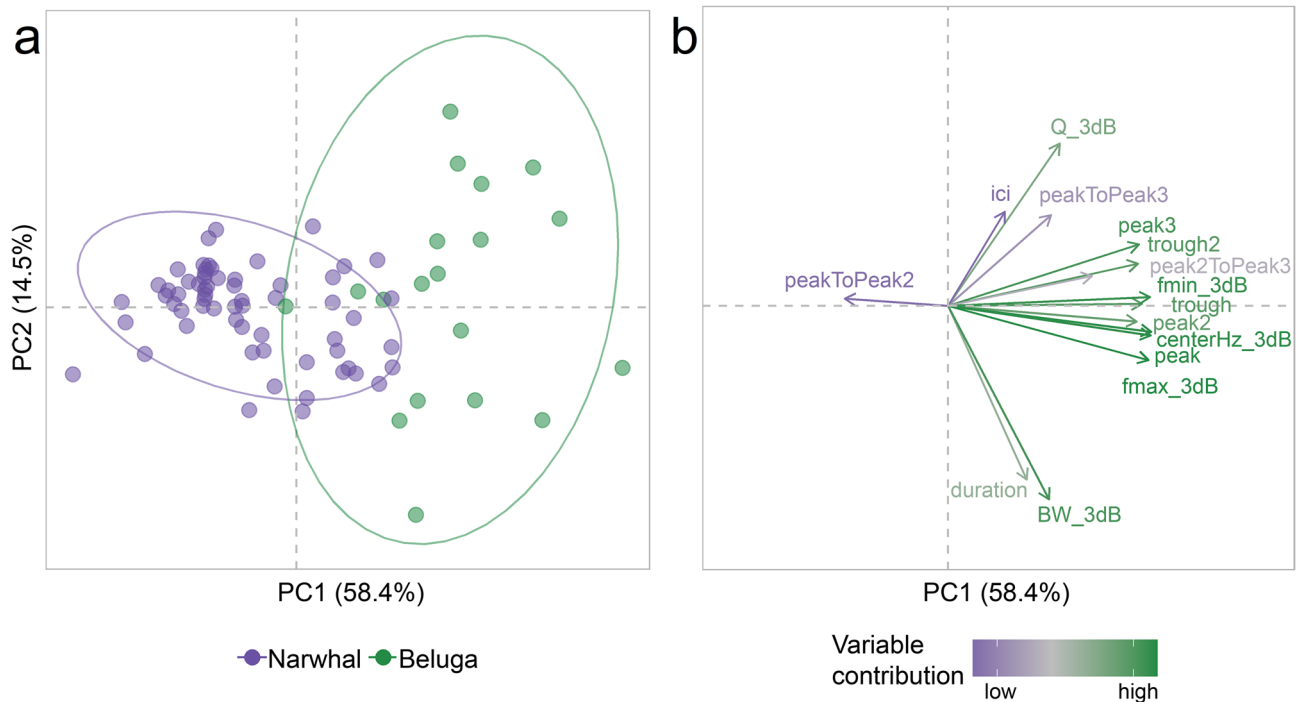 a
PC2 (14.5%)
PC1 (58.4%)
Narwhal
Beluga
b
Q_3dB
ici
peakToPeak3
peak3
trough2
peak2ToPeak3
peakToPeak2
fmin_3dB
trough
peak2
centerHz_3dB
peak
fmax_3dB
duration
BW_3dB
PC1 (58.4%)
Variable
contribution
low
high